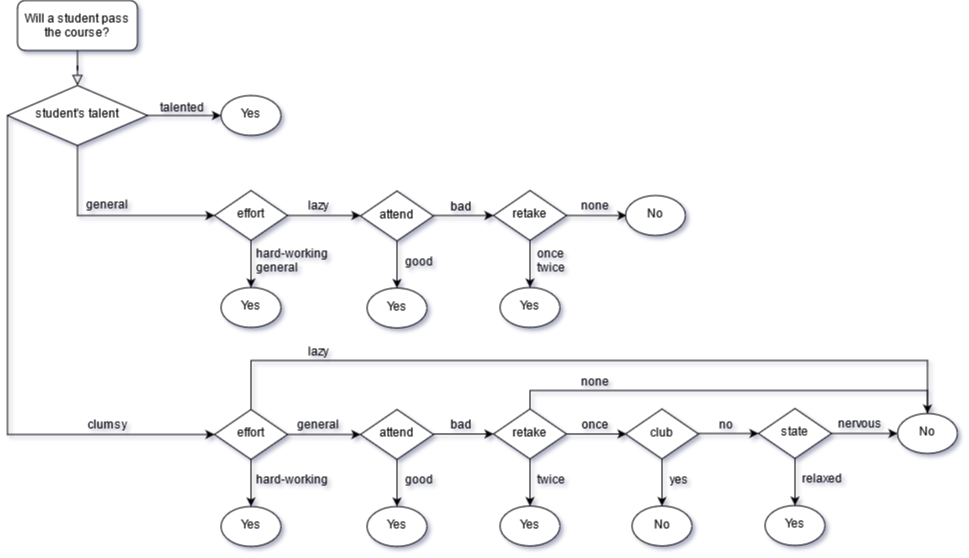 Will a student pass
the course?
student's talent
talented
Yes
general
effort
lazy
attend
bad
retake
none
No
hard-working
general
good
once
twice
Yes
Yes
Yes
lazy
none
clumsy
effort
general
attend
bad
retake
once
club
no
state
nervous
No
hard-working
good
twice
yes
relaxed
Yes
Yes
Yes
No
Yes